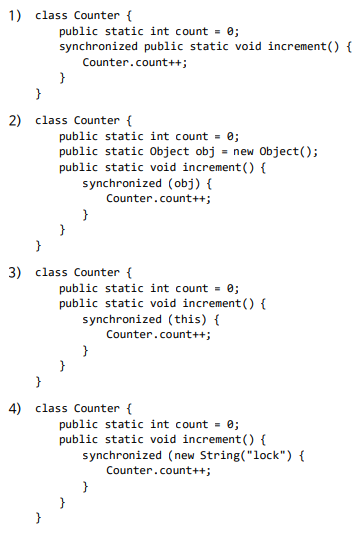 1) class Counter {
public static int count = 0;
synchronized public static void increment() {
Counter.count++;
}
}
2) class Counter {
public static int count = 0;
public static Object obj = new Object();
public static void increment() {
synchronized (obj) {
Counter.count++;
}
}
}
3) class Counter {
public static int count = 0;
public static void increment() {
synchronized (this) {
Counter.count++;
}
}
}
4) class Counter {
public static int count = 0;
public static void increment() {
synchronized (new String("lock") {
Counter.count++;
}
}
}